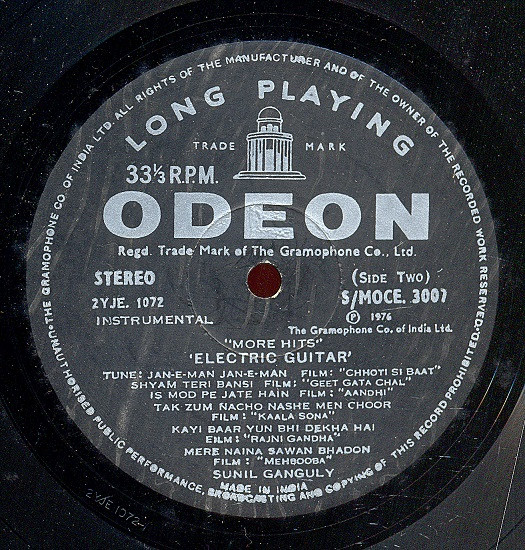 THE GRAMOPHONE CO. OF INDIA LTD. ALL RIGHTS OF THE MANUFACTURER AND OF THE OWNER OF THE RECORDED WORK RESERVED.
LONG PLAYING
TRADE MARK
33⅓ R.P.M.
ODEON
Regd. Trade Mark of The Gramophone Co., Ltd.
STEREO (SIDE TWO)
2YJE. 1072 S/MOCE. 3007
INSTRUMENTAL Ⓟ 1976
The Gramophone Co. of India Ltd.
"MORE HITS"
'ELECTRIC GUITAR'
TUNE: JAN-E-MAN JAN-E-MAN FILM: "CHHOTI SI BAAT"
SHYAM TERI BANSI FILM: "GEET GATA CHAL"
IS MOD PE JATE HAIN FILM: "AANDHI"
TAK ZUM NACHO NASHE MEN CHOOR
FILM: "KAALA SONA"
KAYI BAAR YUN BHI DEKHA HAI
FILM: "RAJNI GANDHA"
MERE NAINA SAWAN BHADON
FILM: "MEHBOOBA"
SUNIL GANGULY
MADE IN INDIA
UNAUTHORISED PUBLIC PERFORMANCE, BROADCASTING AND COPYING OF THIS RECORD PROHIBITED.
2YJE 1072